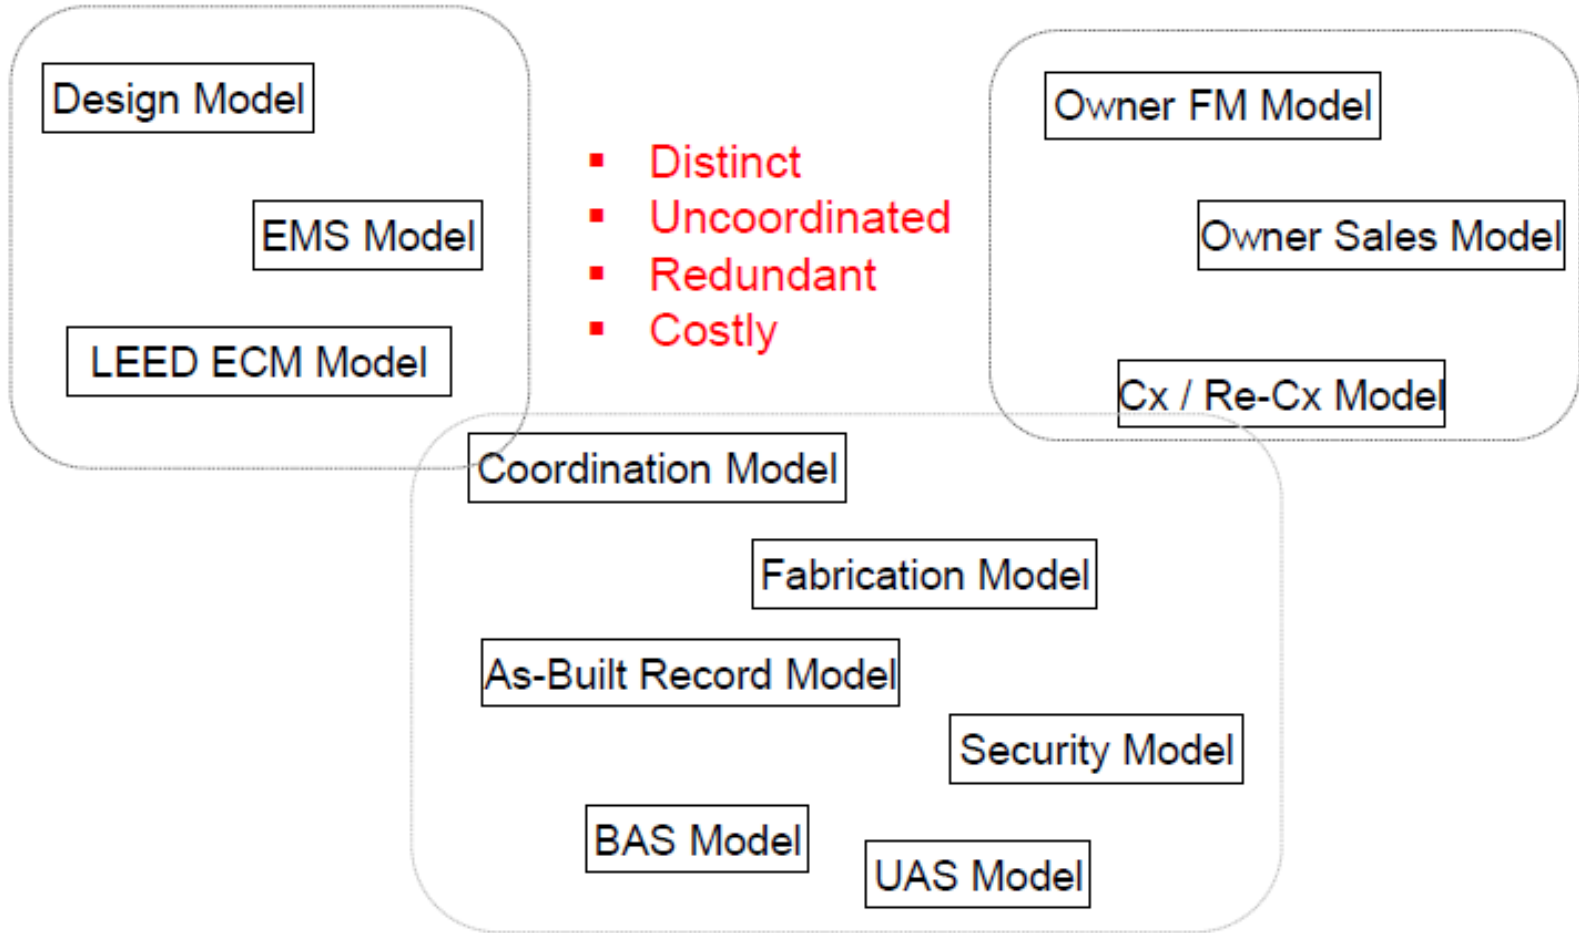 Design Model
EMS Model
LEED ECM Model
▪ Distinct
▪ Uncoordinated
▪ Redundant
▪ Costly
Owner FM Model
Owner Sales Model
Cx / Re-Cx Model
Coordination Model
Fabrication Model
As-Built Record Model
Security Model
BAS Model
UAS Model